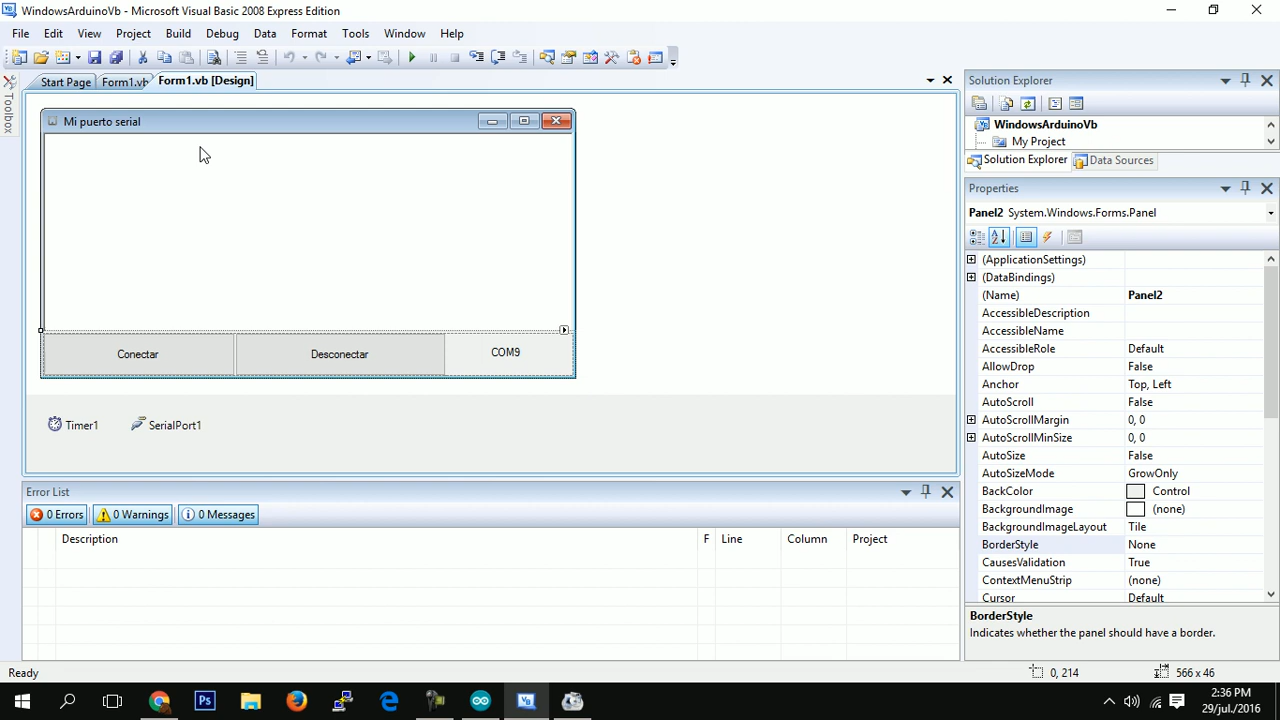 WindowsArduinoVb - Microsoft Visual Basic 2008 Express Edition
File Edit View Project Build Debug Data Format Tools Window Help
Start Page Form1.vb Form1.vb [Design]
Toolbox
Mi puerto serial
Conectar Desconectar COM9
Timer1 SerialPort1
Error List
0 Errors 0 Warnings 0 Messages
Description F Line Column Project
Solution Explorer
WindowsArduinoVb
My Project
Solution Explorer Data Sources
Properties
Panel2 System.Windows.Forms.Panel
(ApplicationSettings)
(DataBindings)
(Name) Panel2
AccessibleDescription
AccessibleName
AccessibleRole Default
AllowDrop False
Anchor Top, Left
AutoScroll False
AutoScrollMargin 0, 0
AutoScrollMinSize 0, 0
AutoSize False
AutoSizeMode GrowOnly
BackColor Control
BackgroundImage (none)
BackgroundImageLayout Tile
BorderStyle None
CausesValidation True
ContextMenuStrip (none)
Cursor Default
BorderStyle
Indicates whether the panel should have a border.
Ready 0, 214 566 x 46
2:36 PM
29/jul./2016